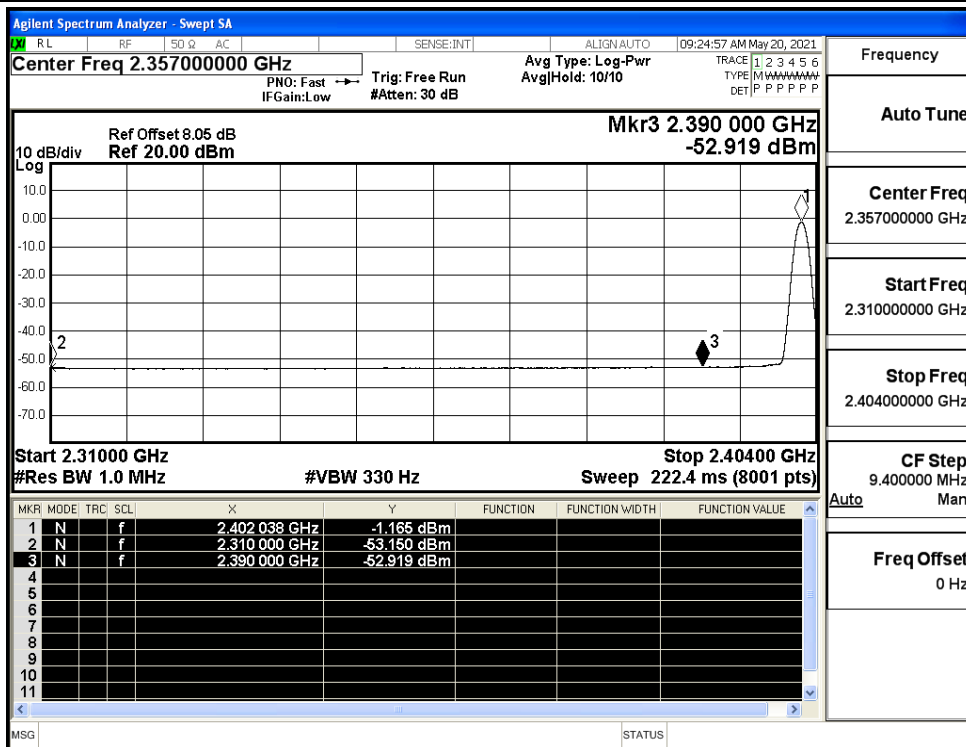 Agilent Spectrum Analyzer - Swept SA
LXI RL RF 50 Ω AC SENSE:INT ALIGN AUTO 09:24:57 AM May 20, 2021
Center Freq 2.357000000 GHz
PNO: Fast
IFGain:Low
Trig: Free Run
#Atten: 30 dB
Avg Type: Log-Pwr
Avg|Hold: 10/10
TRACE 1 2 3 4 5 6
TYPE M
DET P P P P P P
Ref Offset 8.05 dB
10 dB/div Ref 20.00 dBm
Log
Mkr3 2.390 000 GHz
-52.919 dBm
10.0
0.00
-10.0
-20.0
-30.0
-40.0
-50.0
-60.0
-70.0
1
2
3
Start 2.31000 GHz Stop 2.40400 GHz
#Res BW 1.0 MHz #VBW 330 Hz Sweep 222.4 ms (8001 pts)
MKR MODE TRC SCL X Y FUNCTION FUNCTION WIDTH FUNCTION VALUE
1 N f 2.402 038 GHz -1.165 dBm
2 N f 2.310 000 GHz -53.150 dBm
3 N f 2.390 000 GHz -52.919 dBm
4
5
6
7
8
9
10
11
MSG STATUS
Frequency
Auto Tune
Center Freq
2.357000000 GHz
Start Freq
2.310000000 GHz
Stop Freq
2.404000000 GHz
CF Step
9.400000 MHz
Auto Man
Freq Offset
0 Hz